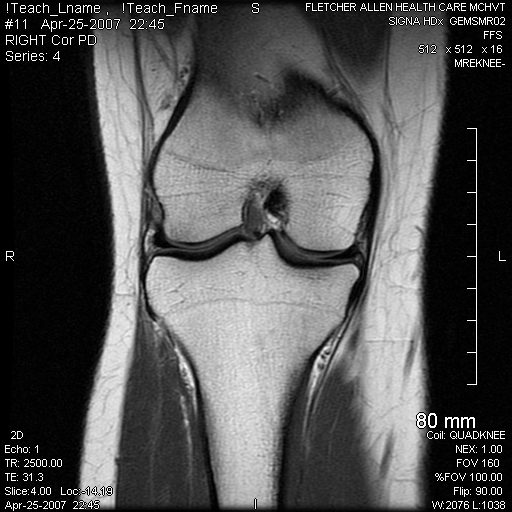 !Teach_Lname , !Teach_Fname
#11 Apr-25-2007 22:45
RIGHT Cor PD
Series: 4
S
FLETCHER ALLEN HEALTH CARE MCHVT
SIGNA HDx GEMSMR02
FFS
512 x 512 x 16
MREKNEE-
R
L
80 mm
2D
Echo: 1
TR: 2500.00
TE: 31.3
Slice:4.00 Loc:-14.19
Apr-25-2007 22:45
I
Coil: QUADKNEE
NEX: 1.00
FOV 160
%FOV 100.00
Flip: 90.00
W:2076 L:1038